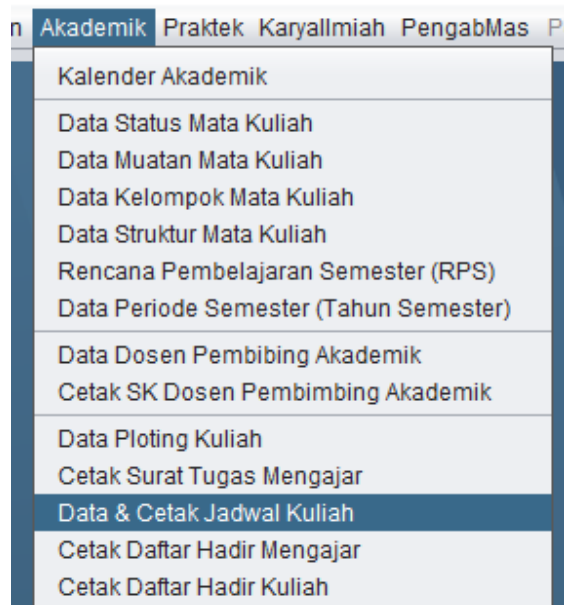 n Akademik Praktek KaryaIlmiah PengabMas P
Kalender Akademik
Data Status Mata Kuliah
Data Muatan Mata Kuliah
Data Kelompok Mata Kuliah
Data Struktur Mata Kuliah
Rencana Pembelajaran Semester (RPS)
Data Periode Semester (Tahun Semester)
Data Dosen Pembibing Akademik
Cetak SK Dosen Pembimbing Akademik
Data Ploting Kuliah
Cetak Surat Tugas Mengajar
Data & Cetak Jadwal Kuliah
Cetak Daftar Hadir Mengajar
Cetak Daftar Hadir Kuliah